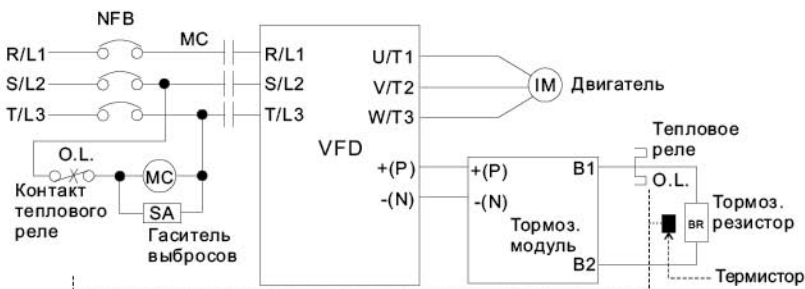 NFB
MC
R/L1
R/L1
U/T1
S/L2
S/L2
V/T2
IM
Двигатель
T/L3
T/L3
W/T3
VFD
Тепловое
реле
O.L.
O.L.
MC
+(P)
+(P)
B1
Контакт
теплового
реле
SA
Гаситель
выбросов
-(N)
-(N)
Тормоз.
модуль
B2
BR
Тормоз.
резистор
Термистор